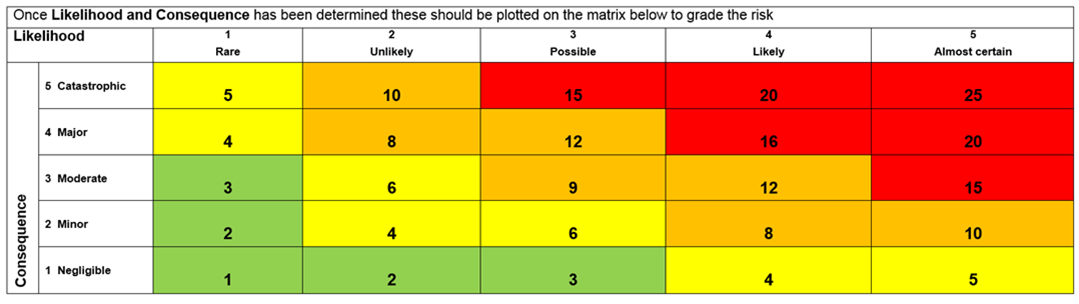 Once Likelihood and Consequence has been determined these should be plotted on the matrix below to grade the risk
Likelihood 1 2 3 4 5
Rare Unlikely Possible Likely Almost certain
Consequence
5 Catastrophic 5 10 15 20 25
4 Major 4 8 12 16 20
3 Moderate 3 6 9 12 15
2 Minor 2 4 6 8 10
1 Negligible 1 2 3 4 5